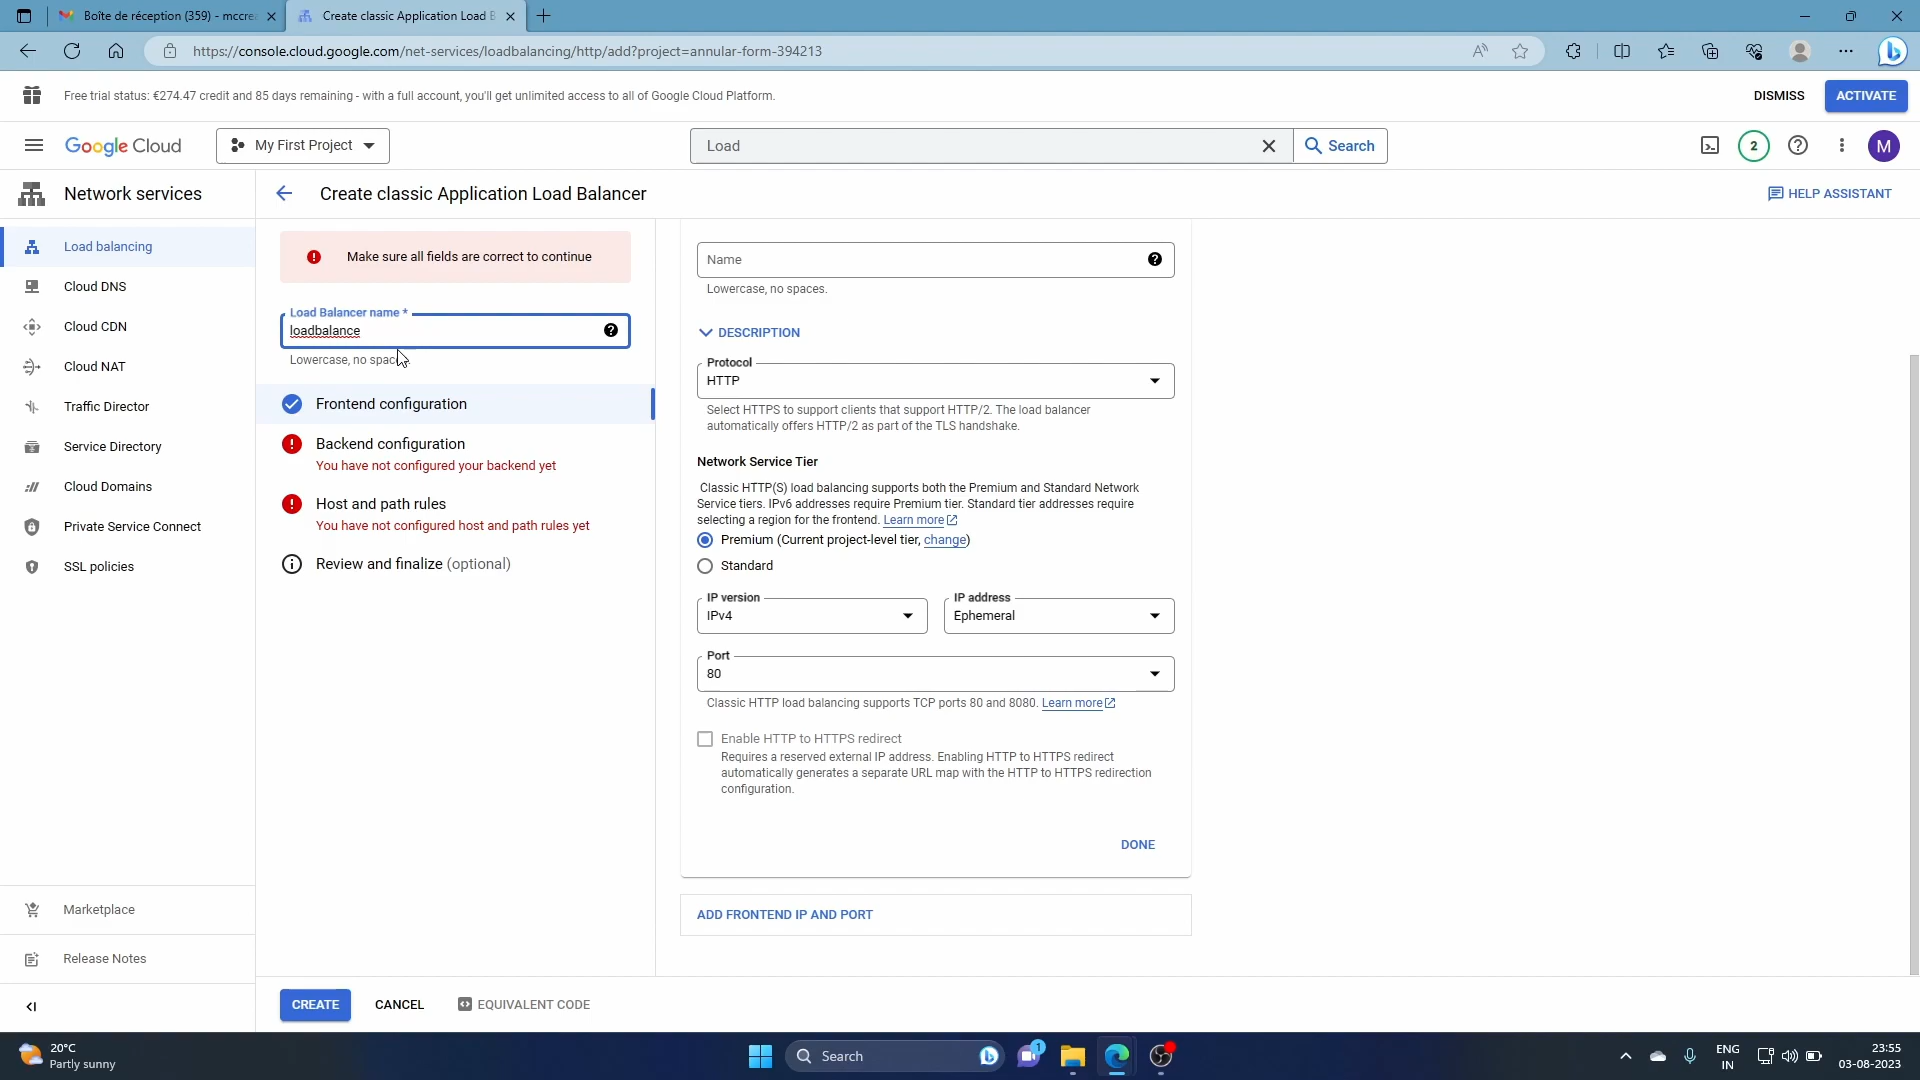 Boîte de réception (359) - mccrea
Create classic Application Load B
https://console.cloud.google.com/net-services/loadbalancing/http/add?project=annular-form-394213
Free trial status: €274.47 credit and 85 days remaining - with a full account, you'll get unlimited access to all of Google Cloud Platform.
DISMISS
ACTIVATE
Google Cloud
My First Project
Load
Search
2
M
Network services
Create classic Application Load Balancer
HELP ASSISTANT
Load balancing
Cloud DNS
Cloud CDN
Cloud NAT
Traffic Director
Service Directory
Cloud Domains
Private Service Connect
SSL policies
Marketplace
Release Notes
Make sure all fields are correct to continue
Load Balancer name *
loadbalance
Lowercase, no spac
Frontend configuration
Backend configuration
You have not configured your backend yet
Host and path rules
You have not configured host and path rules yet
Review and finalize (optional)
Name
Lowercase, no spaces.
DESCRIPTION
Protocol
HTTP
Select HTTPS to support clients that support HTTP/2. The load balancer
automatically offers HTTP/2 as part of the TLS handshake.
Network Service Tier
Classic HTTP(S) load balancing supports both the Premium and Standard Network
Service tiers. IPv6 addresses require Premium tier. Standard tier addresses require
selecting a region for the frontend. Learn more
Premium (Current project-level tier, change)
Standard
IP version
IPv4
IP address
Ephemeral
Port
80
Classic HTTP load balancing supports TCP ports 80 and 8080. Learn more
Enable HTTP to HTTPS redirect
Requires a reserved external IP address. Enabling HTTP to HTTPS redirect
automatically generates a separate URL map with the HTTP to HTTPS redirection
configuration.
DONE
ADD FRONTEND IP AND PORT
CREATE
CANCEL
EQUIVALENT CODE
20°C
Partly sunny
Search
1
ENG
IN
23:55
03-08-2023